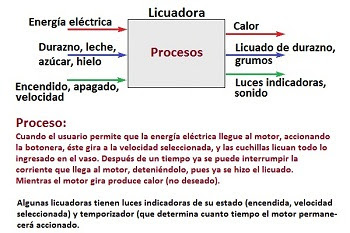 Licuadora
Energía eléctrica
Calor
Durazno, leche,
azúcar, hielo
Procesos
Licuado de durazno,
grumos
Encendido, apagado,
velocidad
Luces indicadoras,
sonido
Proceso:
Cuando el usuario permite que la energía eléctrica llegue al motor, accionando
la botonera, éste gira a la velocidad seleccionada, y las cuchillas licuan todo lo
ingresado en el vaso. Después de un tiempo ya se puede interrumpir la
corriente que llega al motor, deteniéndolo, pues ya se hizo el licuado.
Mientras el motor gira produce calor (no deseado).
Algunas licuadoras tienen luces indicadoras de su estado (encendida, velocidad
seleccionada) y temporizador (que determina cuanto tiempo el motor permane-
cerá accionado.